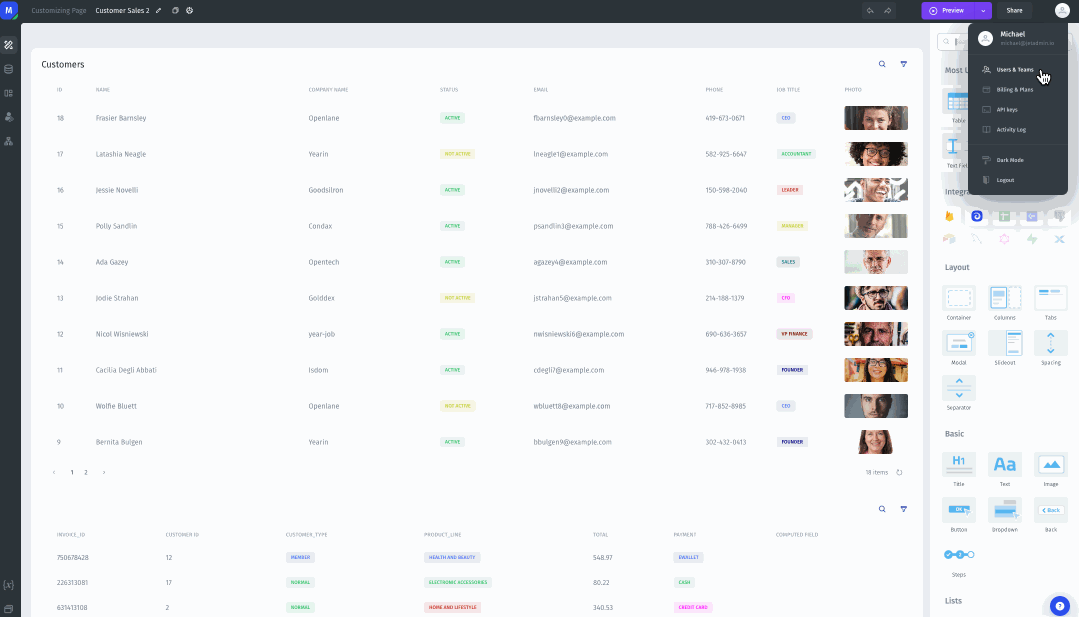 M Customizing Page Customer Sales 2 Preview Share
Michael
michael@jetadmin.io
Users & Teams
Billing & Plans
API keys
Activity Log
Dark Mode
Logout
Customers
ID NAME COMPANY NAME STATUS EMAIL PHONE JOB TITLE PHOTO
18 Frasier Barnsley Openlane ACTIVE fbarnsley0@example.com 419-673-0671 CEO
17 Latashia Neagle Yearin NOT ACTIVE lneagle1@example.com 582-925-6647 ACCOUNTANT
16 Jessie Novelli Goodsilron ACTIVE jnovelli2@example.com 150-598-2040 LEADER
15 Polly Sandlin Condax ACTIVE psandlin3@example.com 788-426-6499 MANAGER
14 Ada Gazey Opentech ACTIVE agazey4@example.com 310-307-8790 SALES
13 Jodie Strahan Golddex NOT ACTIVE jstrahan5@example.com 214-188-1379 CTO
12 Nicol Wisniewski year-job ACTIVE nwisniewski6@example.com 690-636-3657 VP FINANCE
11 Cacilia Degli Abbati Isdom ACTIVE cdegli7@example.com 946-978-1938 FOUNDER
10 Wolfie Bluett Openlane NOT ACTIVE wbluett8@example.com 717-852-8985 CEO
9 Bernita Bulgen Yearin ACTIVE bbulgen9@example.com 302-432-0413 FOUNDER
1 2 18 items
INVOICE_ID CUSTOMER ID CUSTOMER_TYPE PRODUCT_LINE TOTAL PAYMENT COMPUTED FIELD
750678428 12 MEMBER HEALTH AND BEAUTY 548.97 EWALLET
226313081 17 NORMAL ELECTRONIC ACCESSORIES 80.22 CASH
631413108 2 NORMAL HOME AND LIFESTYLE 340.53 CREDIT CARD
Most
Table
Text
Layout
Container Columns Tabs
Modal Slideout Spacing
Separator
Basic
H1 Aa
Title Text Image
OK Back
Button Dropdown Back
Steps
Lists
?